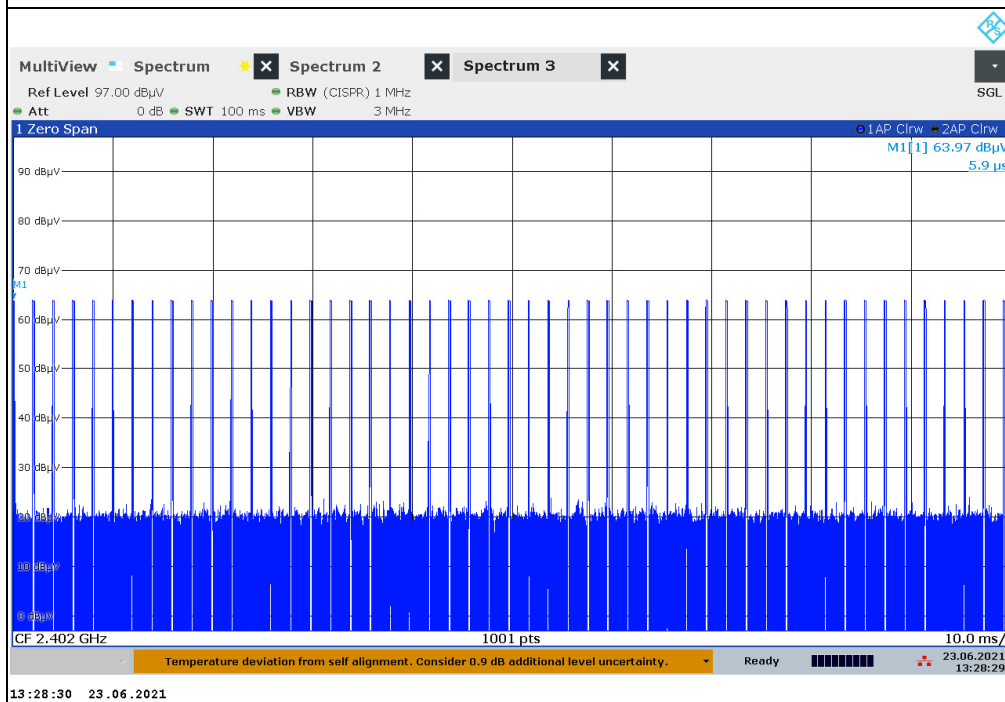 R&S
MultiView Spectrum Spectrum 2 Spectrum 3
Ref Level 97.00 dBµV RBW (CISPR) 1 MHz SGL
Att 0 dB SWT 100 ms VBW 3 MHz
1 Zero Span 1AP Clrw 2AP Clrw
M1[1] 63.97 dBµV
5.9 µs
90 dBµV
80 dBµV
70 dBµV
M1
60 dBµV
50 dBµV
40 dBµV
30 dBµV
20 dBµV
10 dBµV
0 dBµV
CF 2.402 GHz 1001 pts 10.0 ms/
Temperature deviation from self alignment. Consider 0.9 dB additional level uncertainty. Ready 23.06.2021
13:28:29
13:28:30 23.06.2021